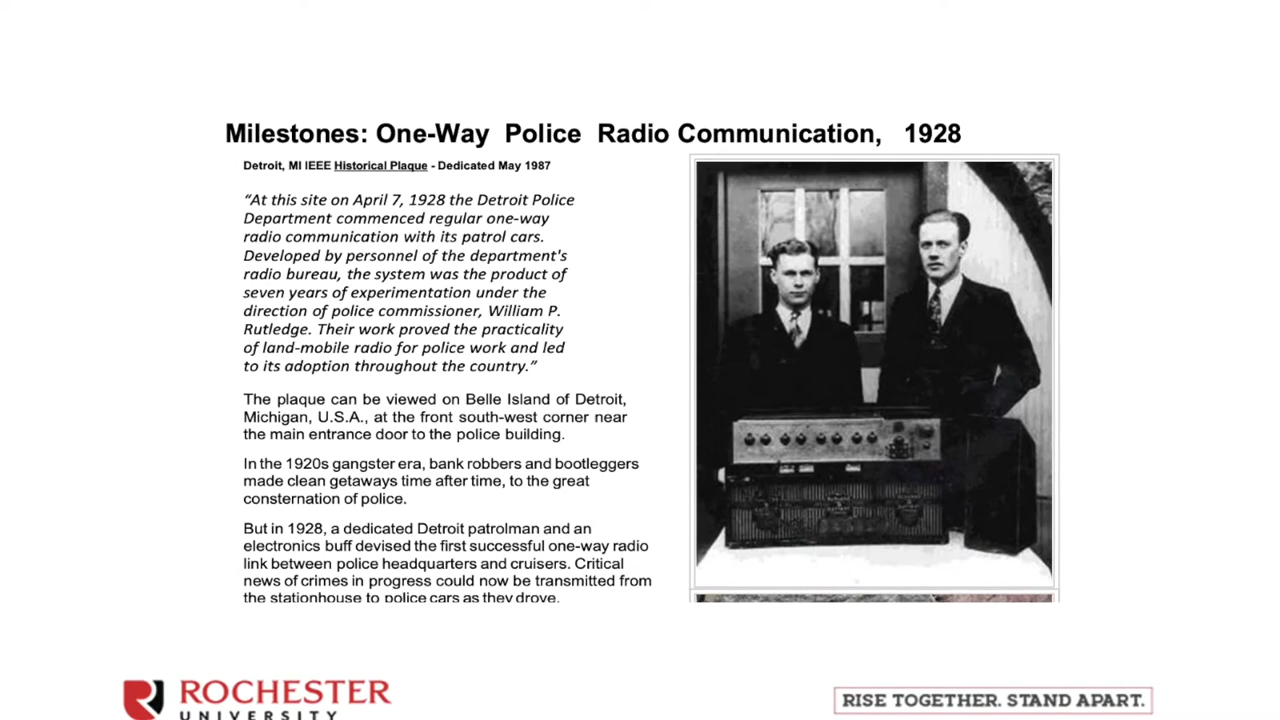 Milestones: One-Way Police Radio Communication, 1928
Detroit, MI IEEE Historical Plaque - Dedicated May 1987
“At this site on April 7, 1928 the Detroit Police
Department commenced regular one-way
radio communication with its patrol cars.
Developed by personnel of the department's
radio bureau, the system was the product of
seven years of experimentation under the
direction of police commissioner, William P.
Rutledge. Their work proved the practicality
of land-mobile radio for police work and led
to its adoption throughout the country.”
The plaque can be viewed on Belle Island of Detroit,
Michigan, U.S.A., at the front south-west corner near
the main entrance door to the police building.
In the 1920s gangster era, bank robbers and bootleggers
made clean getaways time after time, to the great
consternation of police.
But in 1928, a dedicated Detroit patrolman and an
electronics buff devised the first successful one-way radio
link between police headquarters and cruisers. Critical
news of crimes in progress could now be transmitted from
the stationhouse to police cars as they drove.
ROCHESTER
UNIVERSITY
RISE TOGETHER. STAND APART.